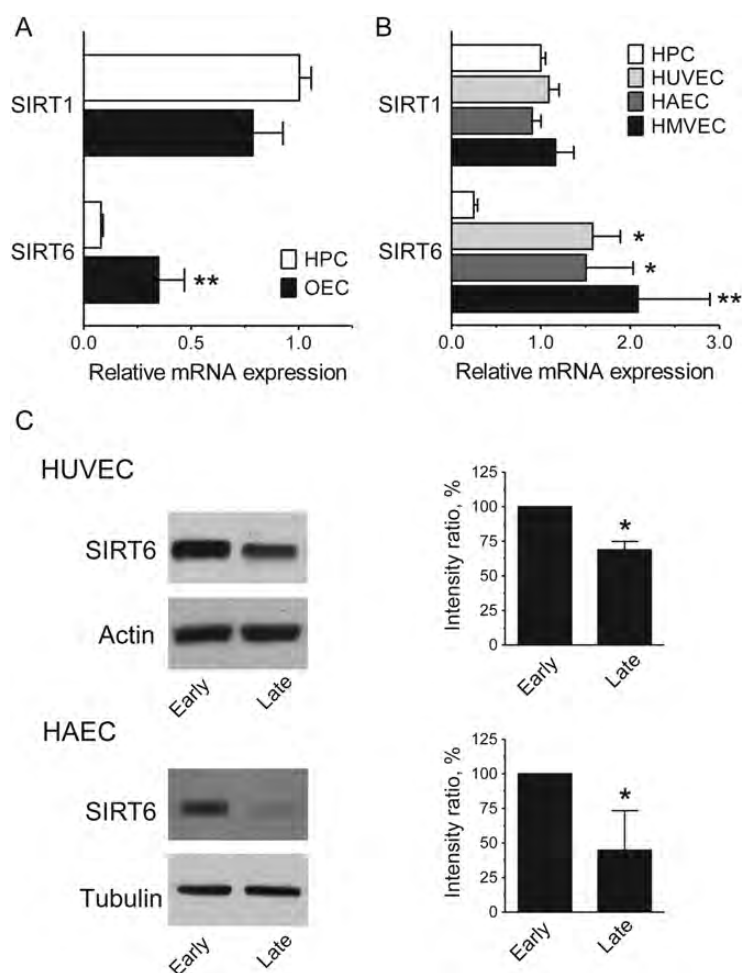 A
SIRT1
SIRT6
**
HPC
OEC
0.0 0.5 1.0
Relative mRNA expression
B
HPC
HUVEC
HAEC
HMVEC
SIRT1
SIRT6
*
*
**
0.0 1.0 2.0 3.0
Relative mRNA expression
C
HUVEC
SIRT6
Actin
Early Late
Intensity ratio, %
125
100
75
50
25
0
*
Early Late
HAEC
SIRT6
Tubulin
Early Late
Intensity ratio, %
125
100
75
50
25
0
*
Early Late